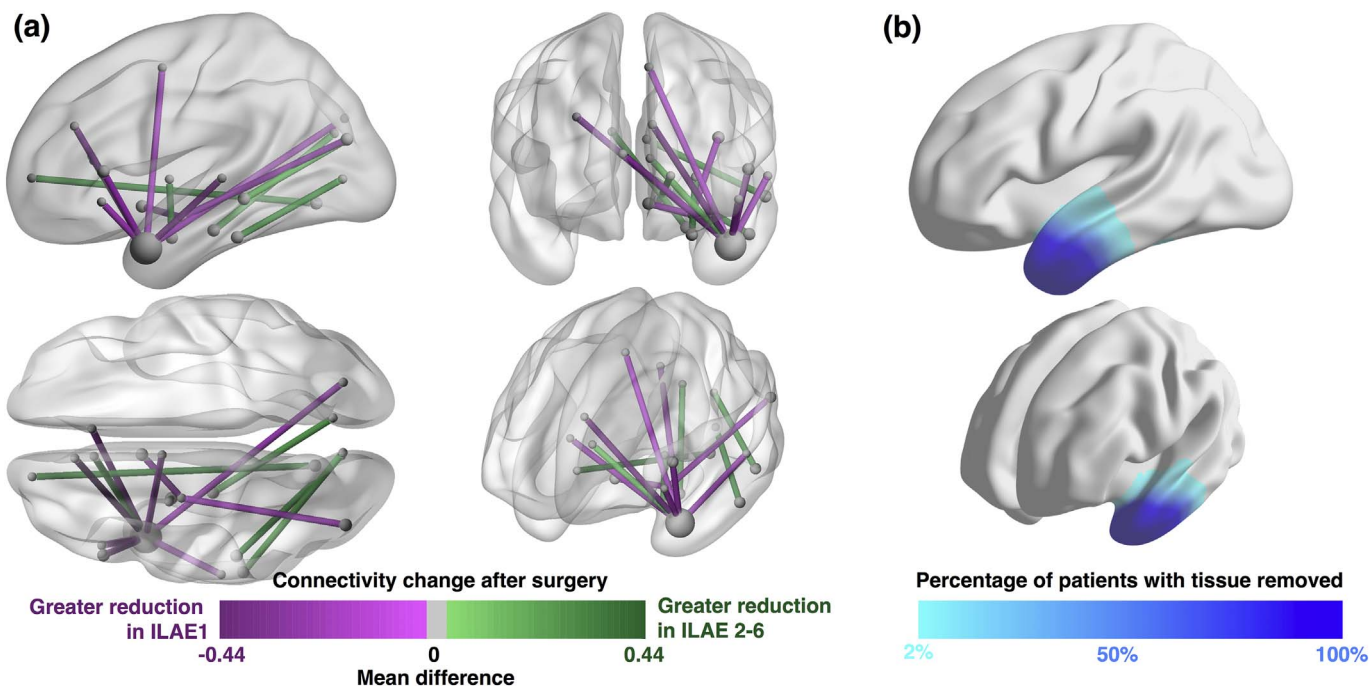 (a)
(b)
Connectivity change after surgery
Greater reduction
in ILAE1
Greater reduction
in ILAE 2-6
-0.44
0
0.44
Mean difference
Percentage of patients with tissue removed
2%
50%
100%